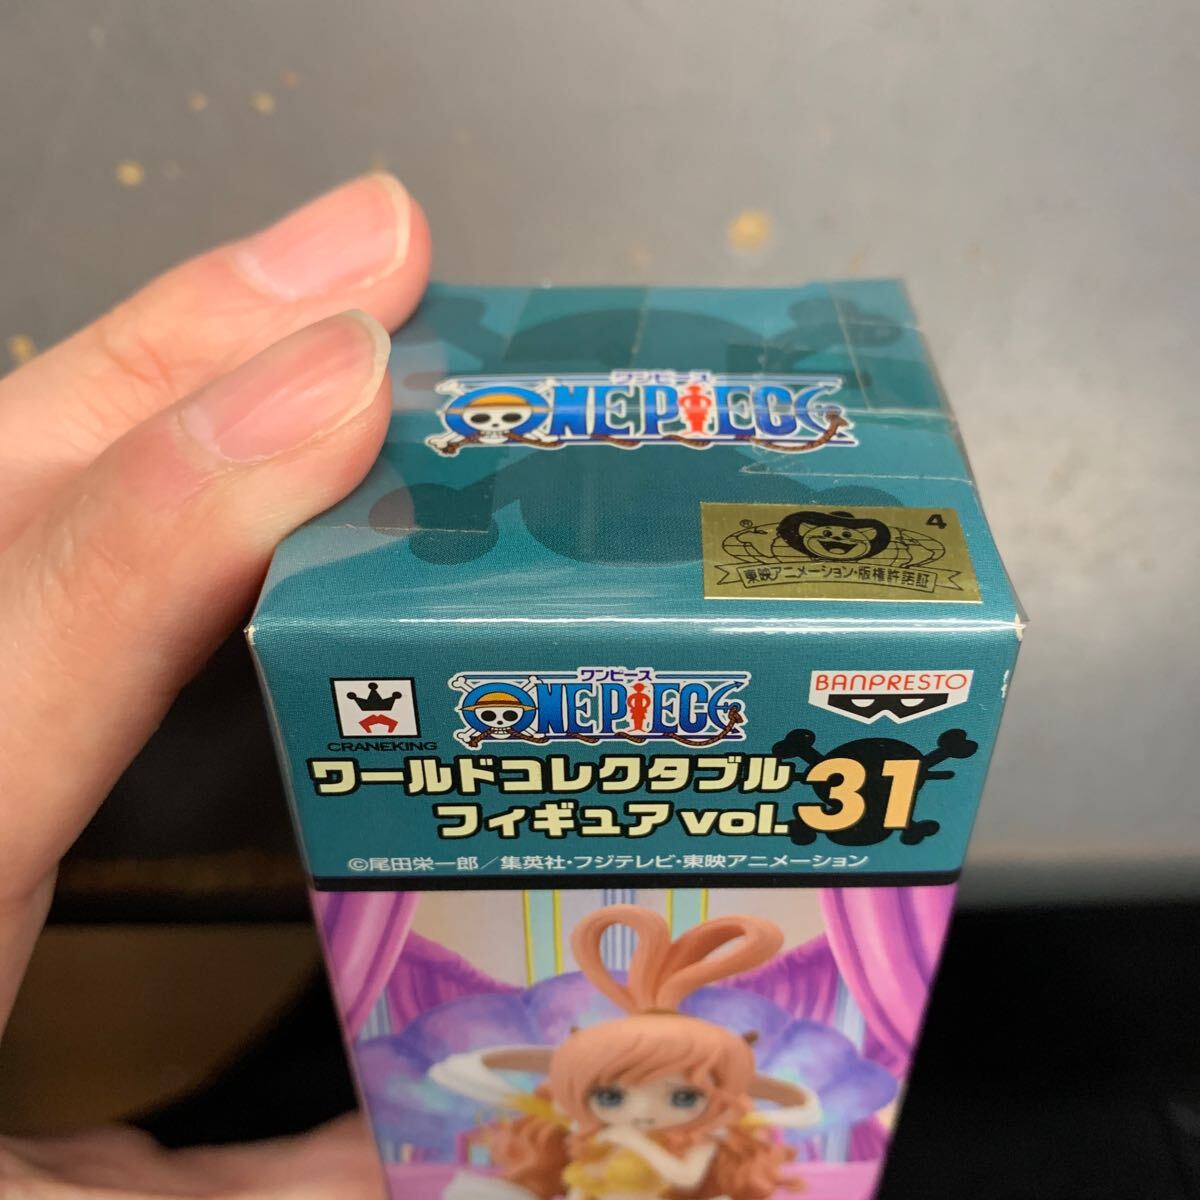 ワンピース
ONE PIECE
4
®
東映アニメーション・版権許諾証
CRANEKING
ワンピース
ONE PIECE
BANPRESTO
ワールドコレクタブル
フィギュア vol.31
©尾田栄一郎／集英社・フジテレビ・東映アニメーション